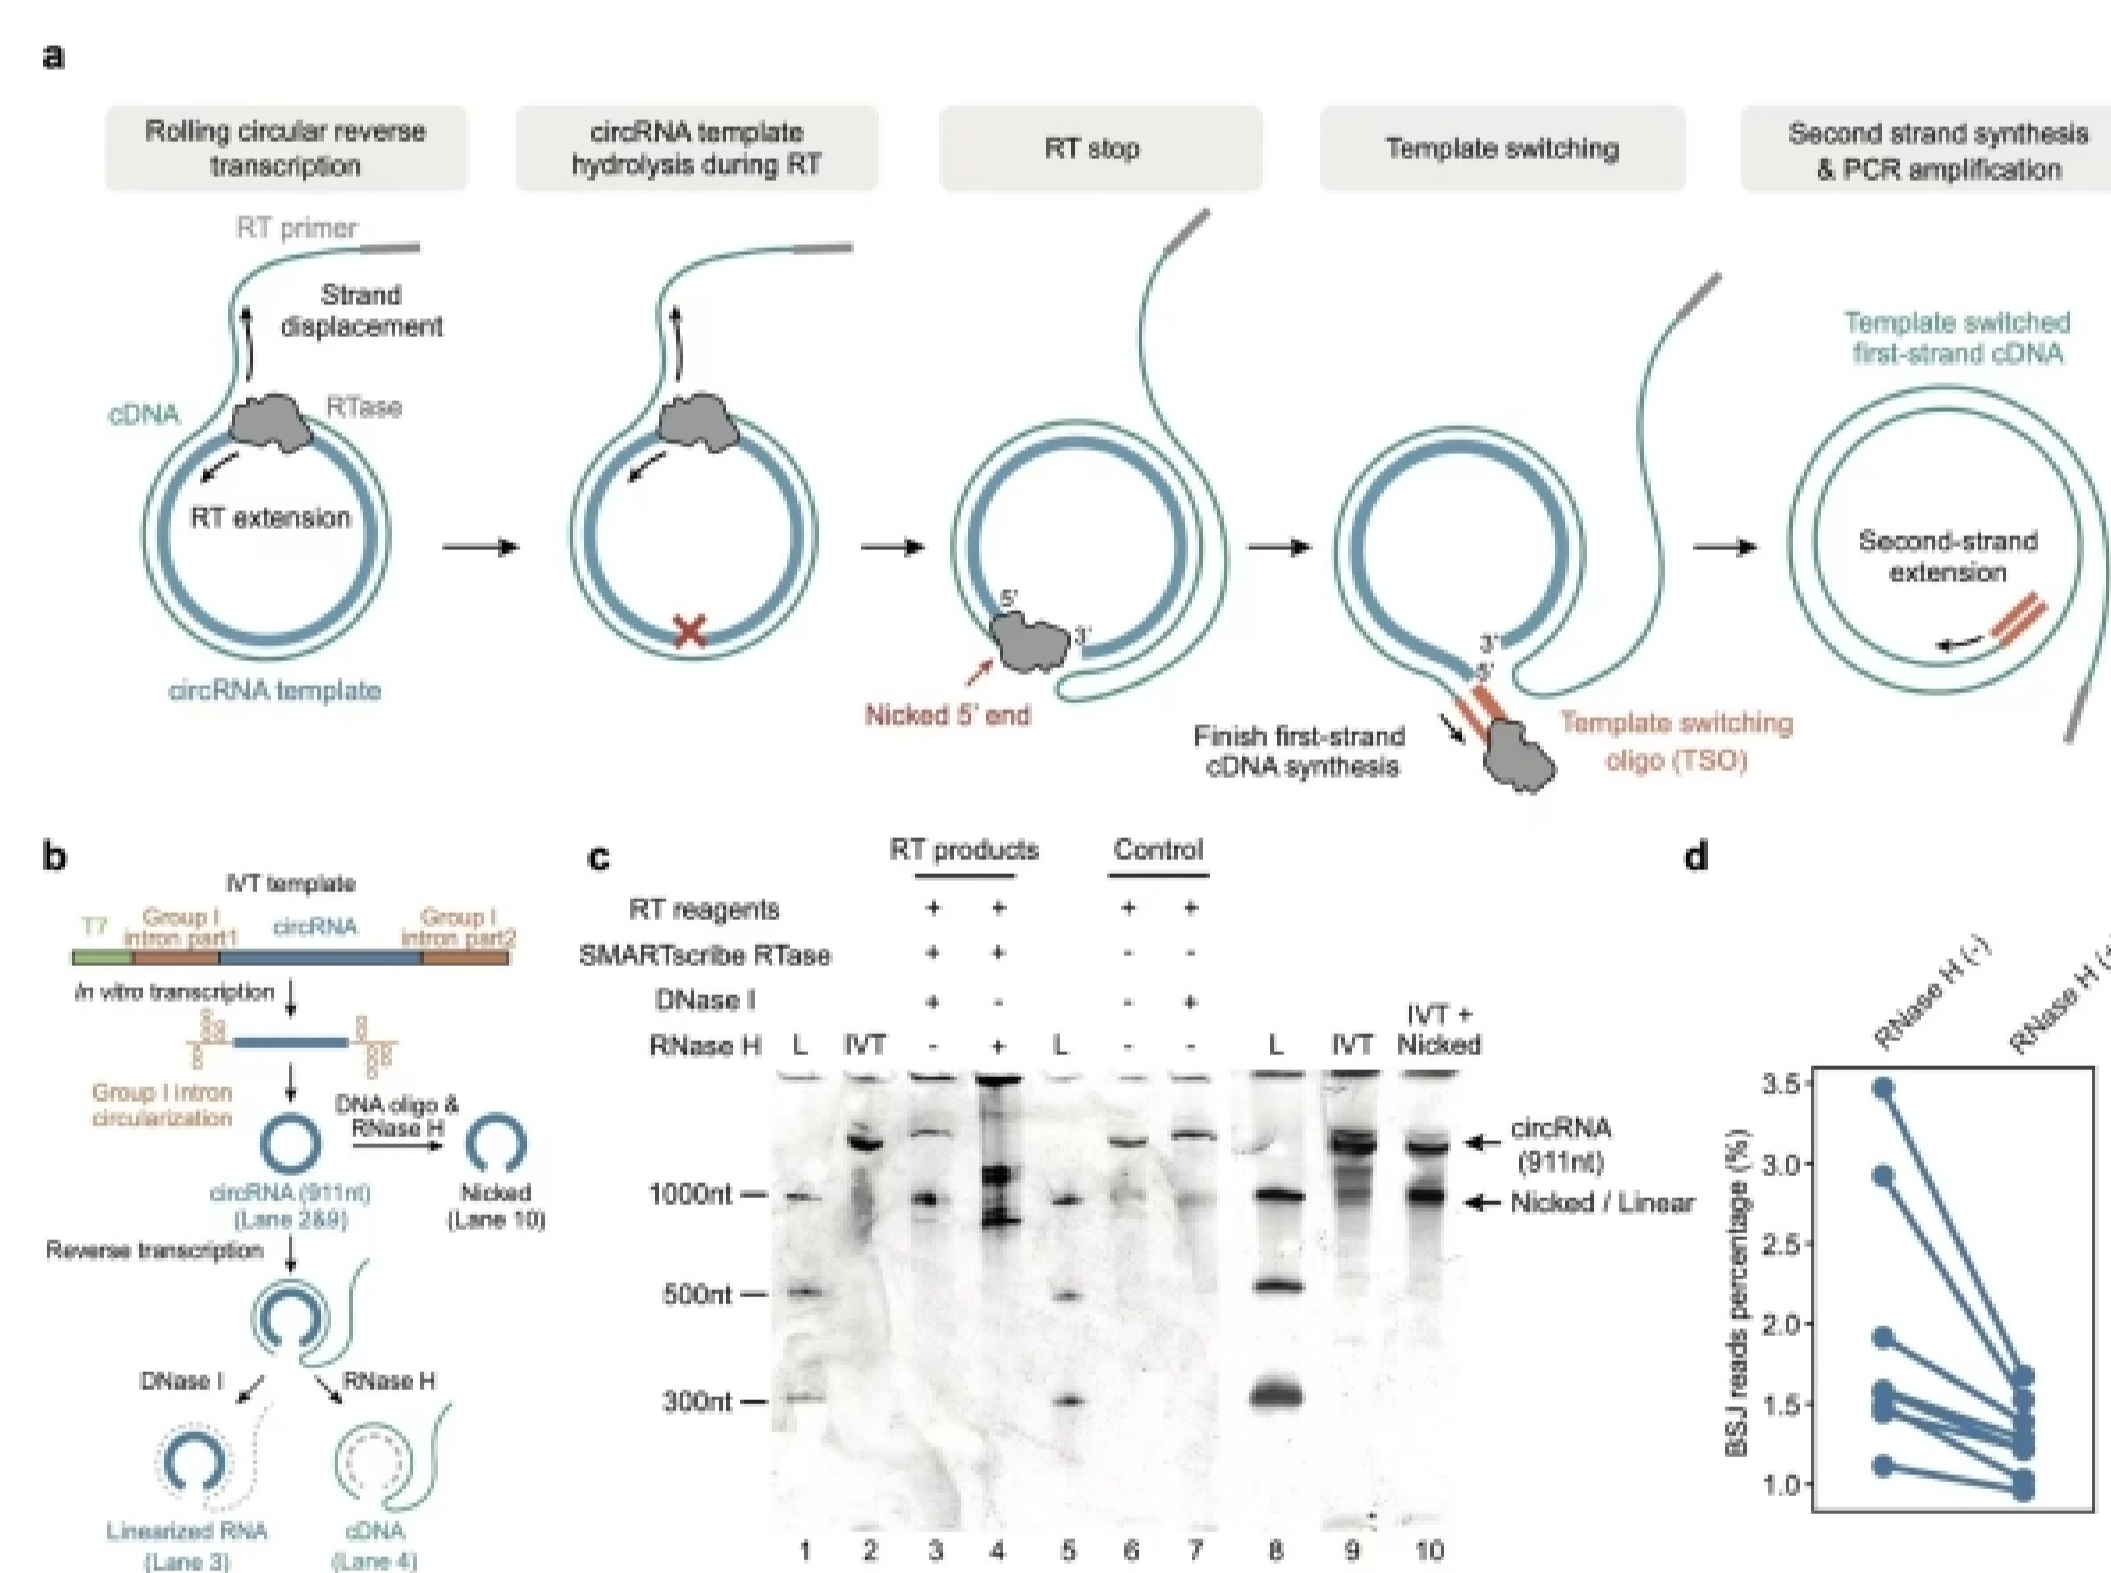 a
Rolling circular reverse
transcription
circRNA template
hydrolysis during RT
RT stop
Template switching
Second strand synthesis
& PCR amplification
RT primer
Strand
displacement
cDNA
RTase
RT extension
circRNA template
5'
3'
Nicked 5' end
3'
5'
Finish first-strand
cDNA synthesis
Template switching
oligo (TSO)
Template switched
first-strand cDNA
Second-strand
extension
b
IVT template
T7
Group I
intron part1
circRNA
Group I
intron part2
In vitro transcription
Group I intron
circularization
DNA oligo &
RNase H
circRNA (911nt)
(Lane 2&9)
Nicked
(Lane 10)
Reverse transcription
DNase I
RNase H
Linearized RNA
(Lane 3)
cDNA
(Lane 4)
c
RT products
Control
RT reagents + + + +
SMARTscribe RTase + + - -
DNase I + - - +
RNase H L IVT - + L - - L IVT IVT + Nicked
circRNA
(911nt)
1000nt
Nicked / Linear
500nt
300nt
1 2 3 4 5 6 7 8 9 10
d
RNase H (-)
RNase H (
BSJ reads percentage (%)
3.5
3.0
2.5
2.0
1.5
1.0